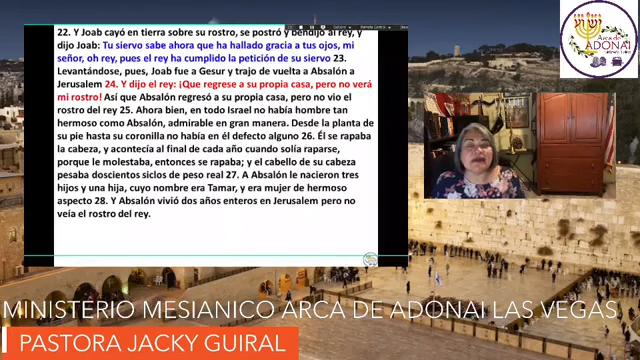 22. Y Joab cayó en tierra sobre su rostro, se postró y bendijo al rey, y
dijo Joab: Tu siervo sabe ahora que ha hallado gracia a tus ojos, mi
señor, oh rey, pues el rey ha cumplido la petición de su siervo 23.
Levantándose, pues, Joab fue a Gesur y trajo de vuelta a Absalón a
Jerusalem 24. Y dijo el rey: ¡Que regrese a su propia casa, pero no verá
mi rostro! Así que Absalón regresó a su propia casa, pero no vio el
rostro del rey 25. Ahora bien, en todo Israel no había hombre tan
hermoso como Absalón, admirable en gran manera. Desde la planta de
su pie hasta su coronilla no había en él defecto alguno 26. Él se rapaba
la cabeza, y acontecía al final de cada año cuando solía raparse,
porque le molestaba, entonces se rapaba; y el cabello de su cabeza
pesaba doscientos siclos de peso real 27. A Absalón le nacieron tres
hijos y una hija, cuyo nombre era Tamar, y era mujer de hermoso
aspecto 28. Y Absalón vivió dos años enteros en Jerusalem pero no
veía el rostro del rey.
Arca de
ADONAI
MINISTERIO MESIANICO ARCA DE ADONAI LAS VEGAS
PASTORA JACKY GUIRAL